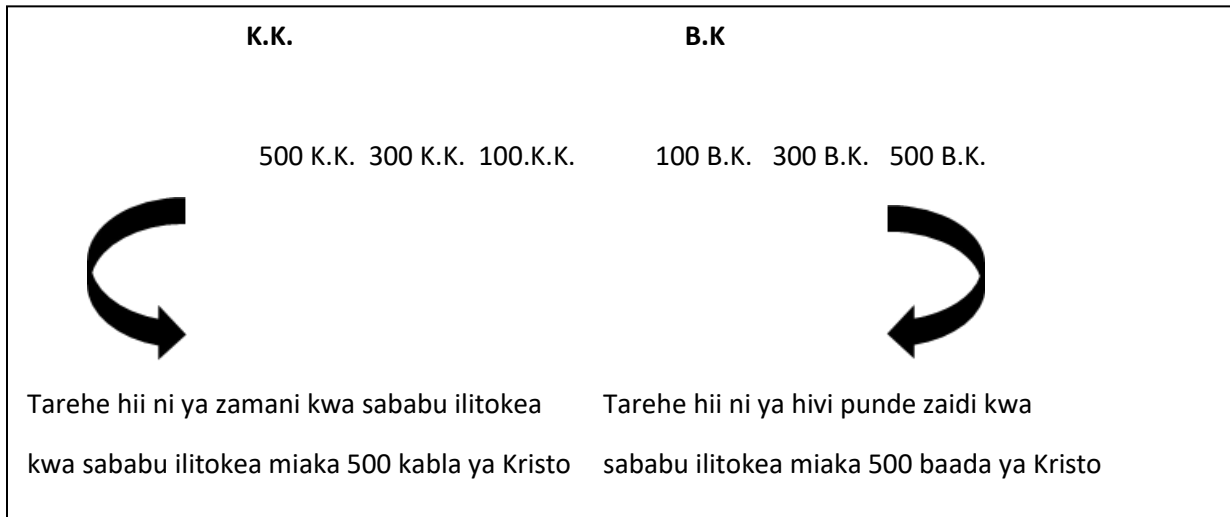 K.K. B.K
500 K.K. 300 K.K. 100.K.K. 100 B.K. 300 B.K. 500 B.K.
Tarehe hii ni ya zamani kwa sababu ilitokea
kwa sababu ilitokea miaka 500 kabla ya Kristo
Tarehe hii ni ya hivi punde zaidi kwa
sababu ilitokea miaka 500 baada ya Kristo